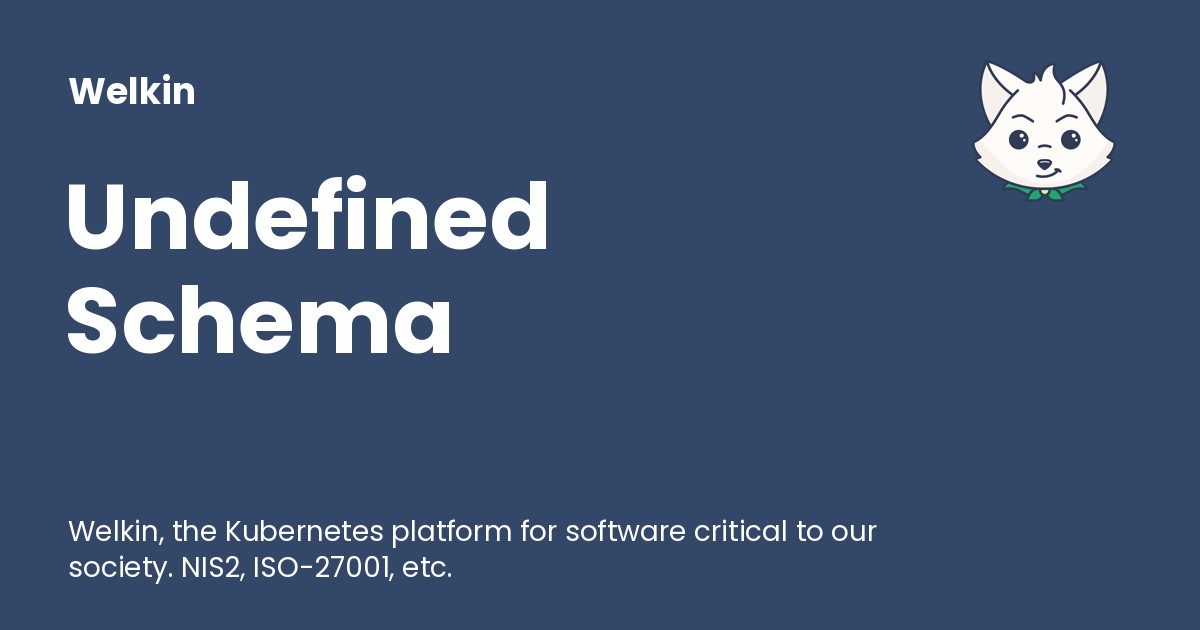 Welkin
Undefined
Schema
Welkin, the Kubernetes platform for software critical to our
society. NIS2, ISO-27001, etc.